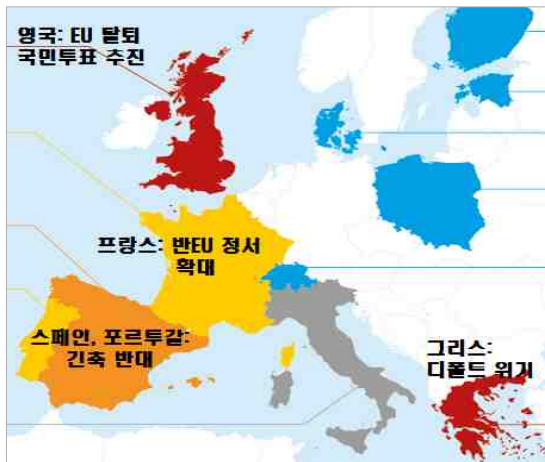 영국: EU 탈퇴
국민투표 추진
프랑스: 반EU 정서
확대
스페인, 포르투갈:
긴축 반대
그리스:
디폴트 위기